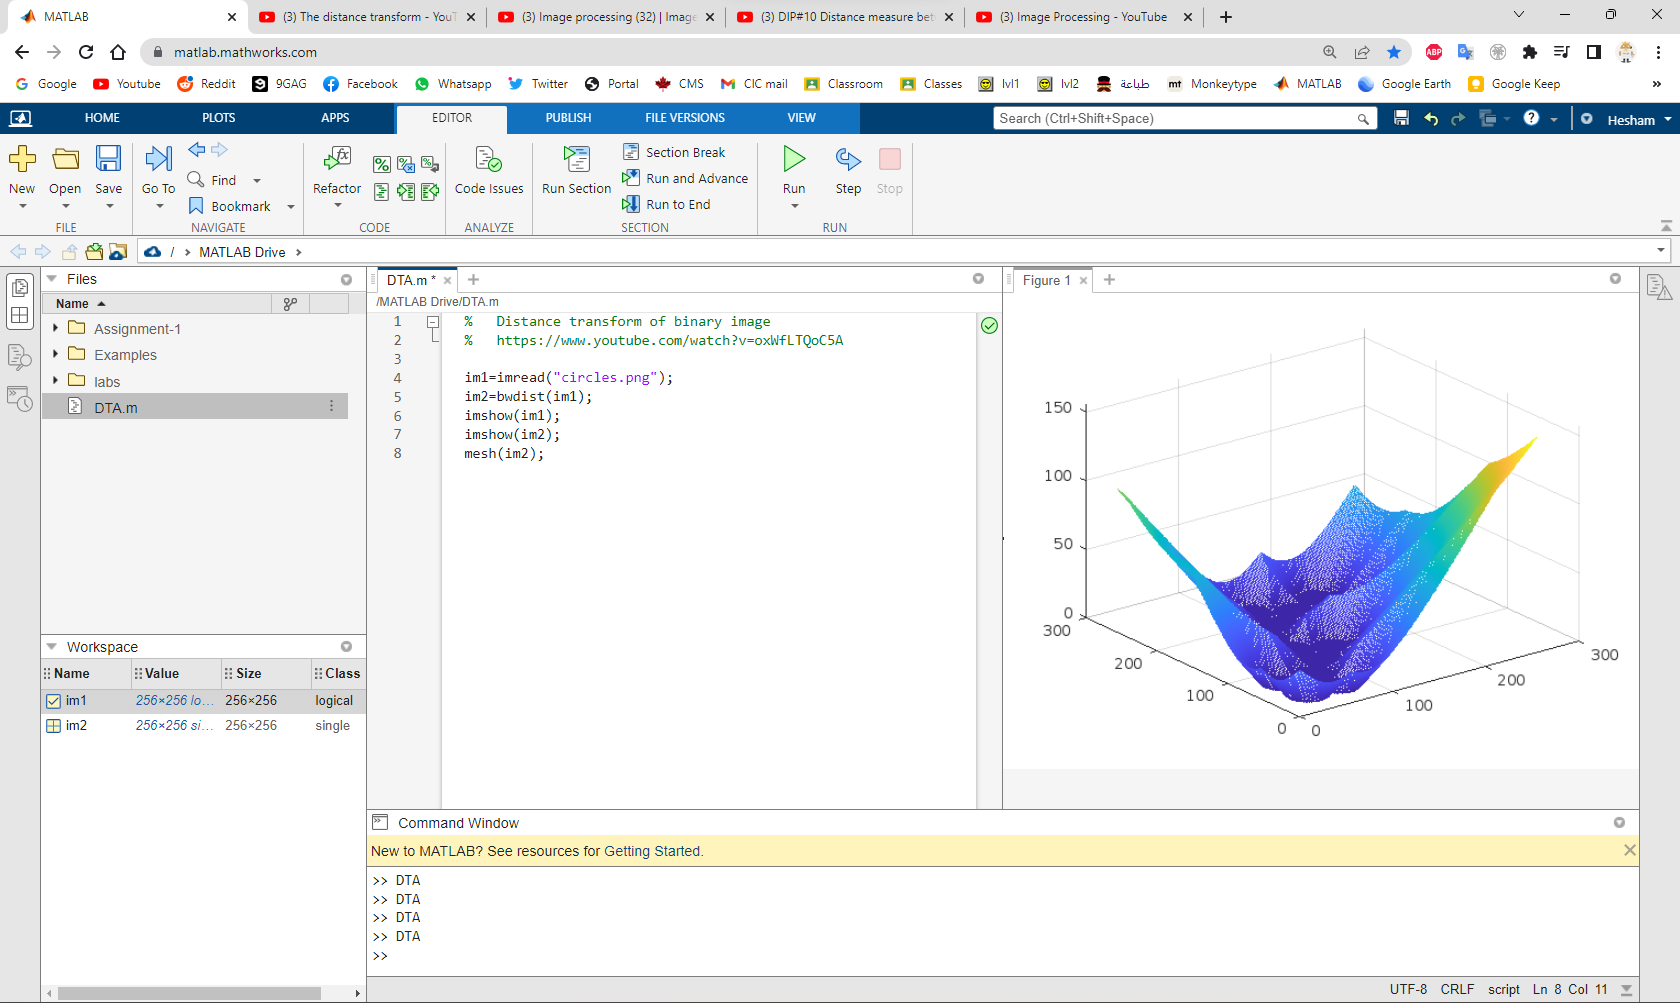 MATLAB
(3) The distance transform - YouT
(3) Image processing (32) | Imag
(3) DIP#10 Distance measure bet
(3) Image Processing - YouTube
matlab.mathworks.com
ABP
Google
Youtube
Reddit
9GAG
Facebook
Whatsapp
Twitter
Portal
CMS
CIC mail
Classroom
Classes
lvl1
lvl2
طباعة
mt Monkeytype
MATLAB
Google Earth
Google Keep
HOME PLOTS APPS EDITOR PUBLISH FILE VERSIONS VIEW
Search (Ctrl+Shift+Space)
Hesham
New
Open
Save
FILE
Go To
Find
Bookmark
NAVIGATE
Refactor
CODE
Code Issues
ANALYZE
Run Section
Section Break
Run and Advance
Run to End
SECTION
Run
Step
Stop
RUN
/ › MATLAB Drive ›
Files
Name
Assignment-1
Examples
labs
DTA.m
Workspace
Name Value Size Class
im1 256×256 lo... 256×256 logical
im2 256×256 si... 256×256 single
DTA.m *
/MATLAB Drive/DTA.m
1 % Distance transform of binary image
2 % https://www.youtube.com/watch?v=oxWfLTQoC5A
3
4 im1=imread("circles.png");
5 im2=bwdist(im1);
6 imshow(im1);
7 imshow(im2);
8 mesh(im2);
Figure 1
150
100
50
0
300
200
100
0
0
100
200
300
Command Window
New to MATLAB? See resources for Getting Started.
>> DTA
>> DTA
>> DTA
>> DTA
>>
UTF-8 CRLF script Ln 8 Col 11